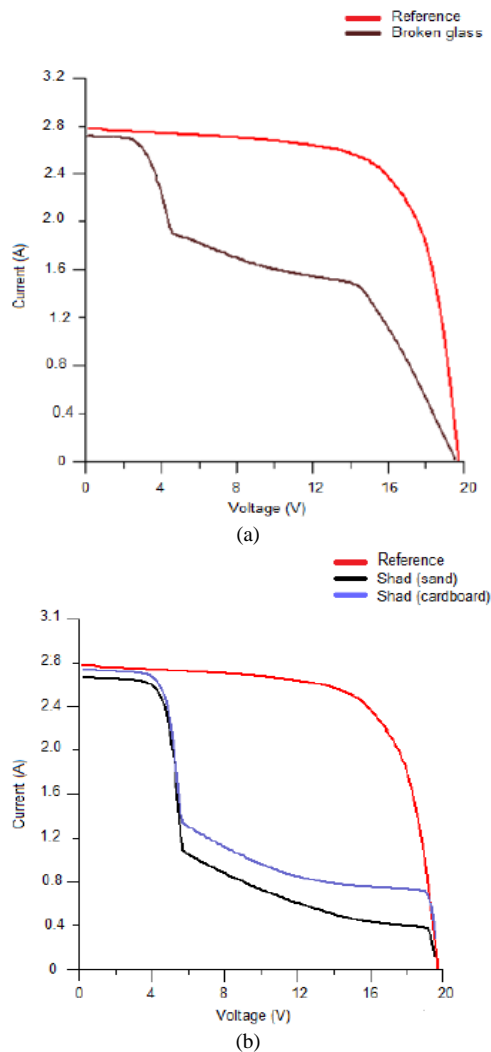 Reference
Broken glass
3.2
2.8
2.4
2.0
1.6
1.2
0.8
0.4
0
Current (A)
0 4 8 12 16 20
Voltage (V)
(a)
Reference
Shad (sand)
Shad (cardboard)
3.1
2.8
2.4
2.0
1.6
1.2
0.8
0.4
0
Current (A)
0 4 8 12 16 20
Voltage (V)
(b)